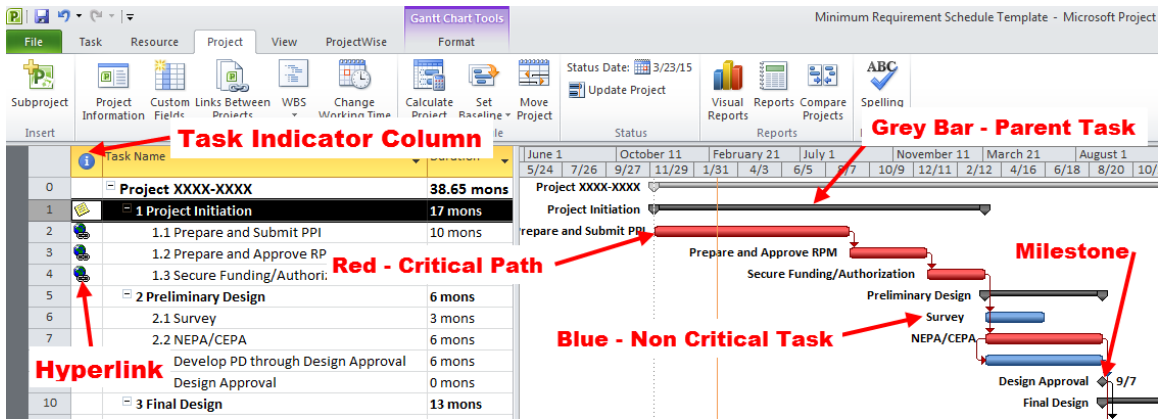 Gantt Chart Tools
Minimum Requirement Schedule Template - Microsoft Project
File Task Resource Project View ProjectWise Format
Status Date: 3/23/15
Update Project
Subproject
Project Information
Custom Fields
Links Between Projects
WBS
Change Working Time
Calculate Project
Set Baseline
Move Project
Visual Reports
Reports
Compare Projects
ABC
Spelling
Insert
Status
Reports
Task Indicator Column
Grey Bar - Parent Task
Task Name
June 1 October 11 February 21 July 1 November 11 March 21 August 1
5/24 7/26 9/27 11/29 1/31 4/3 6/5 8/7 10/9 12/11 2/12 4/16 6/18 8/20 10/
0 Project XXXX-XXXX 38.65 mons
Project XXXX-XXXX
1 1 Project Initiation 17 mons
Project Initiation
2 1.1 Prepare and Submit PPI 10 mons
repare and Submit PPI
3 1.2 Prepare and Approve RP
Prepare and Approve RPM
Milestone
Red - Critical Path
4 1.3 Secure Funding/Authoriz
Secure Funding/Authorization
5 2 Preliminary Design 6 mons
Preliminary Design
6 2.1 Survey 3 mons
Survey
7 2.2 NEPA/CEPA 6 mons
Blue - Non Critical Task
NEPA/CEPA
Hyperlink
Develop PD through Design Approval 6 mons
Design Approval 0 mons
Design Approval 9/7
10 3 Final Design 13 mons
Final Design